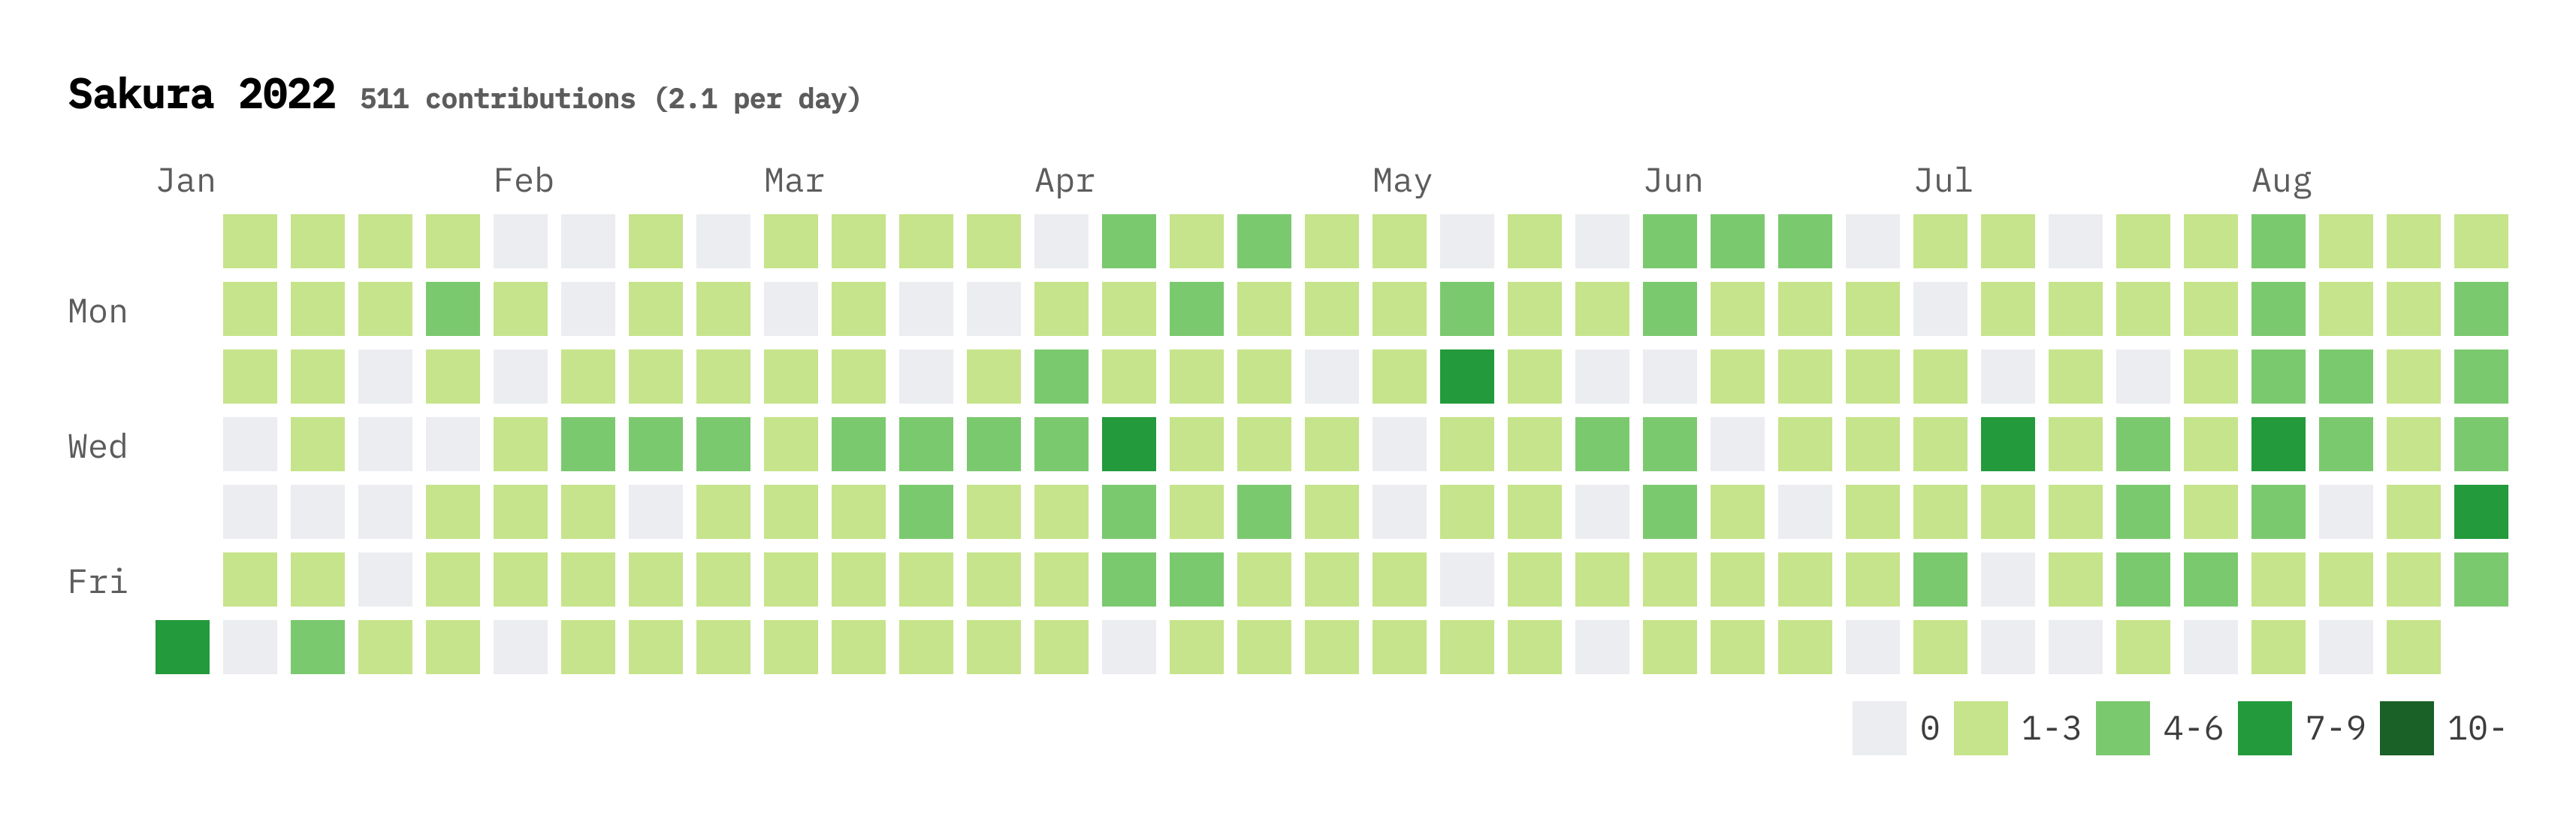 Sakura 2022 511 contributions (2.1 per day)
Jan Feb Mar Apr May Jun Jul Aug
Mon
Wed
Fri
0 1-3 4-6 7-9 10-